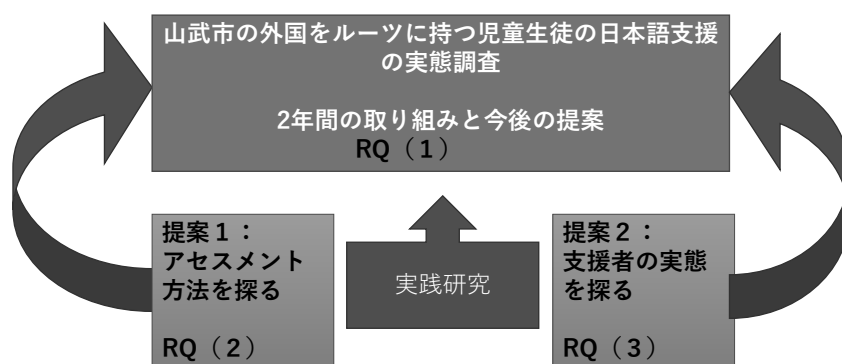 山武市の外国をルーツに持つ児童生徒の日本語支援
の実態調査
2年間の取り組みと今後の提案
RQ（１）
提案１：
アセスメント
方法を探る
RQ（２）
実践研究
提案２：
支援者の実態
を探る
RQ（３）